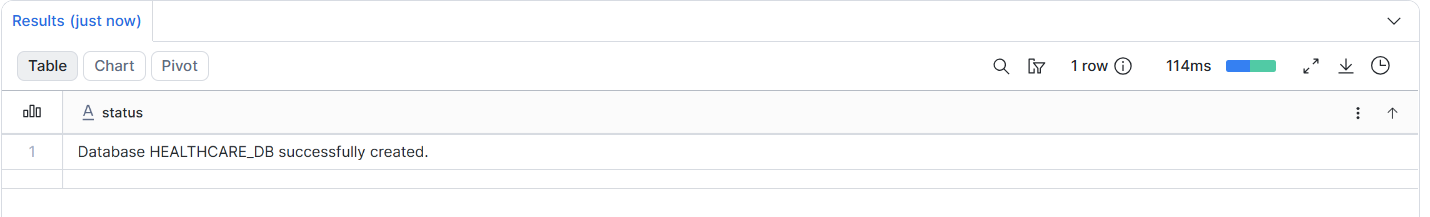 Results (just now)
Table Chart Pivot 1 row 114ms
A status
1 Database HEALTHCARE_DB successfully created.